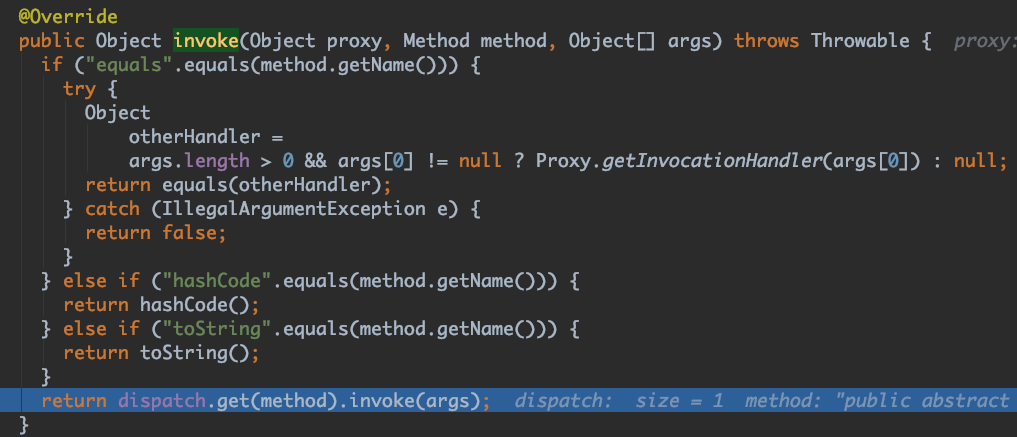 @Override
public Object invoke(Object proxy, Method method, Object[] args) throws Throwable {  proxy:
  if ("equals".equals(method.getName())) {
    try {
      Object
          otherHandler =
          args.length > 0 && args[0] != null ? Proxy.getInvocationHandler(args[0]) : null;
      return equals(otherHandler);
    } catch (IllegalArgumentException e) {
      return false;
    }
  } else if ("hashCode".equals(method.getName())) {
    return hashCode();
  } else if ("toString".equals(method.getName())) {
    return toString();
  }
  return dispatch.get(method).invoke(args);  dispatch:  size = 1  method: "public abstract
}